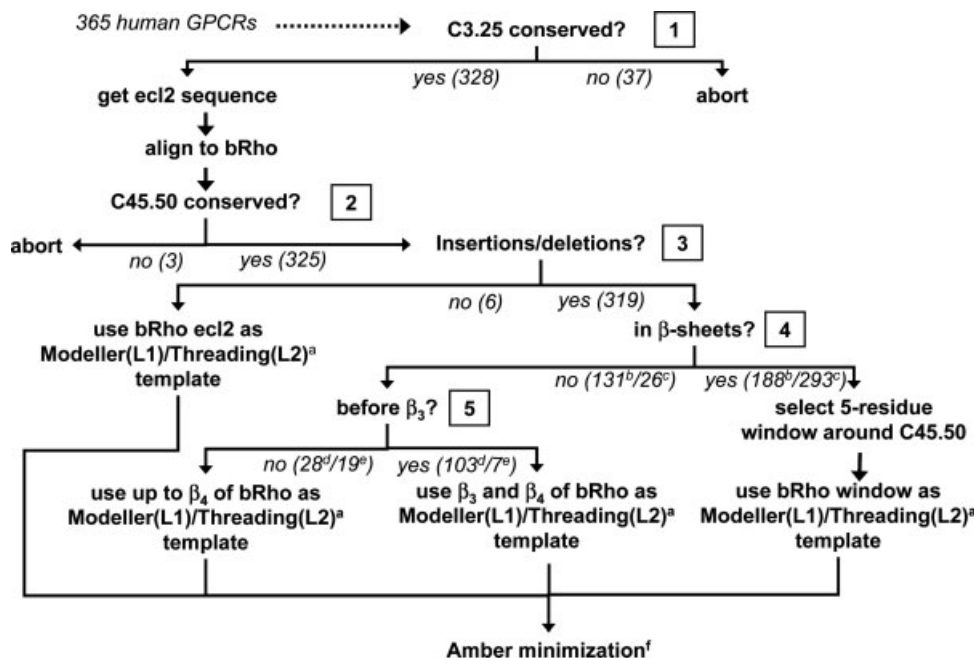 365 human GPCRs
C3.25 conserved? 1
yes (328) no (37)
get ecl2 sequence
abort
align to bRho
C45.50 conserved? 2
abort
no (3) yes (325)
Insertions/deletions? 3
no (6) yes (319)
use bRho ecl2 as
Modeller(L1)/Threading(L2)ᵃ
template
in β-sheets? 4
no (131ᵇ/26ᶜ) yes (188ᵇ/293ᶜ)
before β₃? 5
select 5-residue
window around C45.50
no (28ᵈ/19ᵉ) yes (103ᵈ/7ᵉ)
use up to β₄ of bRho as
Modeller(L1)/Threading(L2)ᵃ
template
use β₃ and β₄ of bRho as
Modeller(L1)/Threading(L2)ᵃ
template
use bRho window as
Modeller(L1)/Threading(L2)ᵃ
template
Amber minimizationᶠ